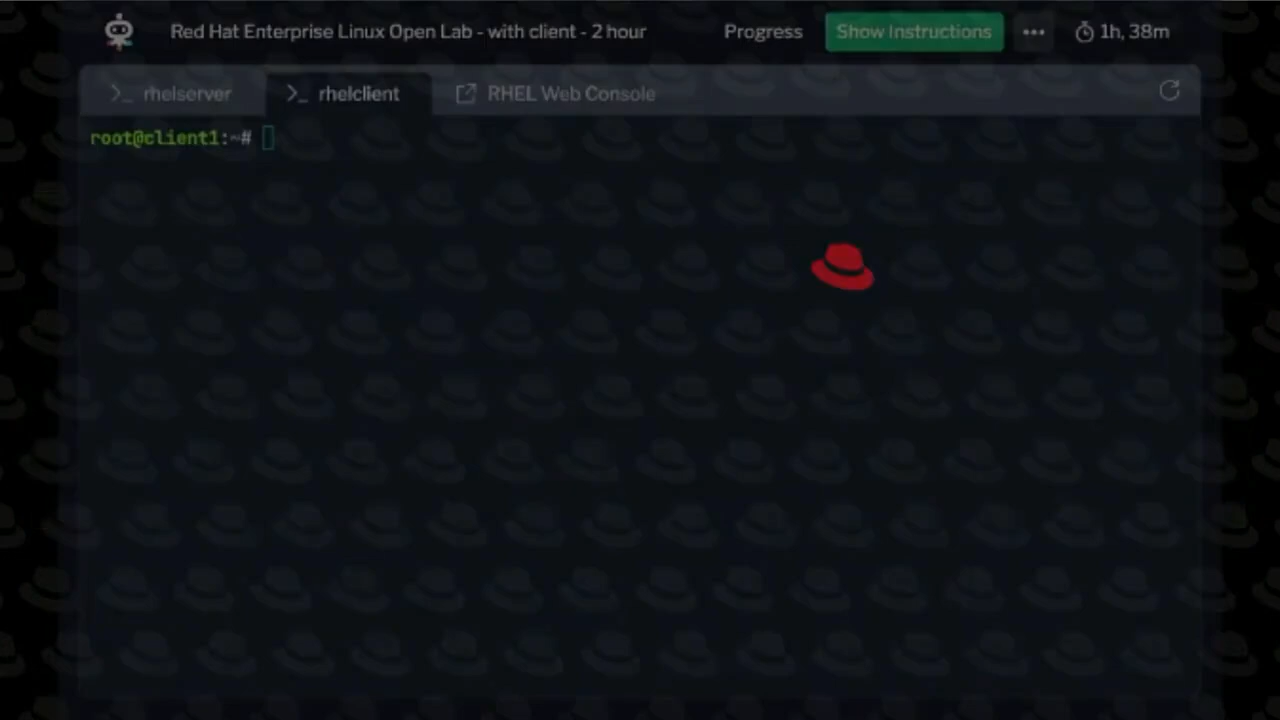 Red Hat Enterprise Linux Open Lab - with client - 2 hour Progress Show Instructions ••• 1h, 38m
>_ rhelserver >_ rhelclient RHEL Web Console
root@client1:~#